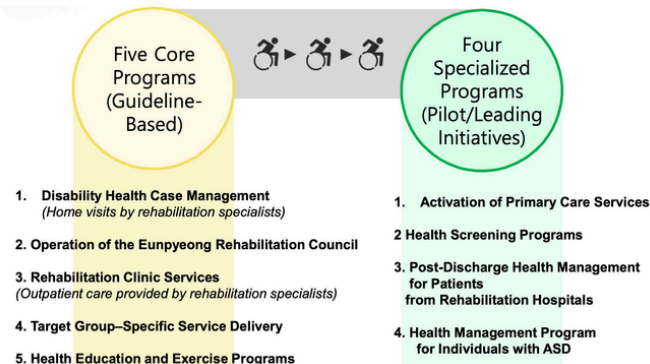 Five Core
Programs
(Guideline-
Based)
Four
Specialized
Programs
(Pilot/Leading
Initiatives)
1. Disability Health Case Management
(Home visits by rehabilitation specialists)
2. Operation of the Eunpyeong Rehabilitation Council
3. Rehabilitation Clinic Services
(Outpatient care provided by rehabilitation specialists)
4. Target Group–Specific Service Delivery
5. Health Education and Exercise Programs
1. Activation of Primary Care Services
2 Health Screening Programs
3. Post-Discharge Health Management
for Patients
from Rehabilitation Hospitals
4. Health Management Program
for Individuals with ASD